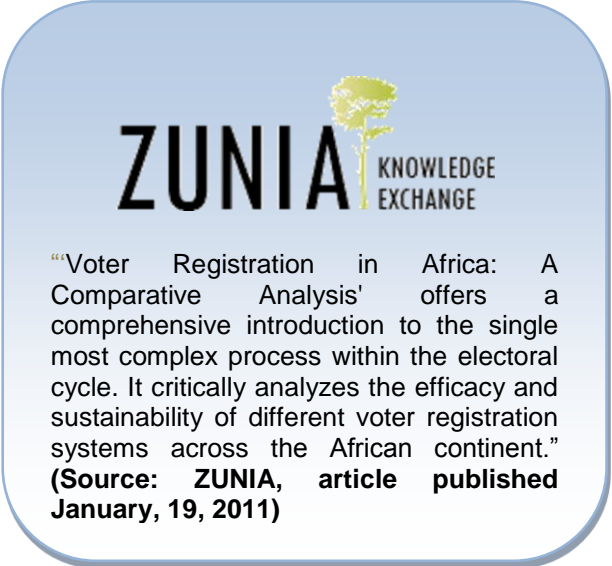 ZUNIA
KNOWLEDGE
EXCHANGE
“‘Voter Registration in Africa: A
Comparative Analysis' offers a
comprehensive introduction to the single
most complex process within the electoral
cycle. It critically analyzes the efficacy and
sustainability of different voter registration
systems across the African continent.”
(Source: ZUNIA, article published
January, 19, 2011)